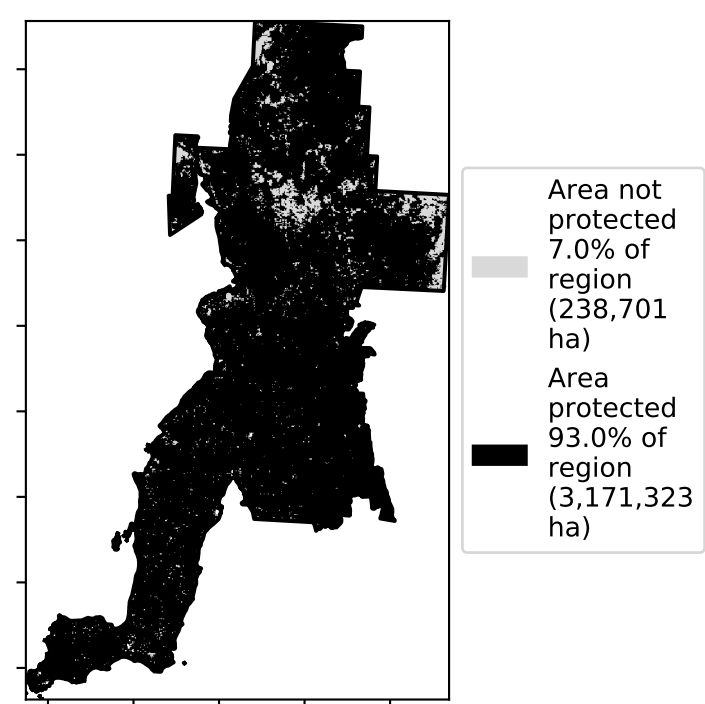 Area not
protected
7.0% of
region
(238,701
ha)
Area
protected
93.0% of
region
(3,171,323
ha)